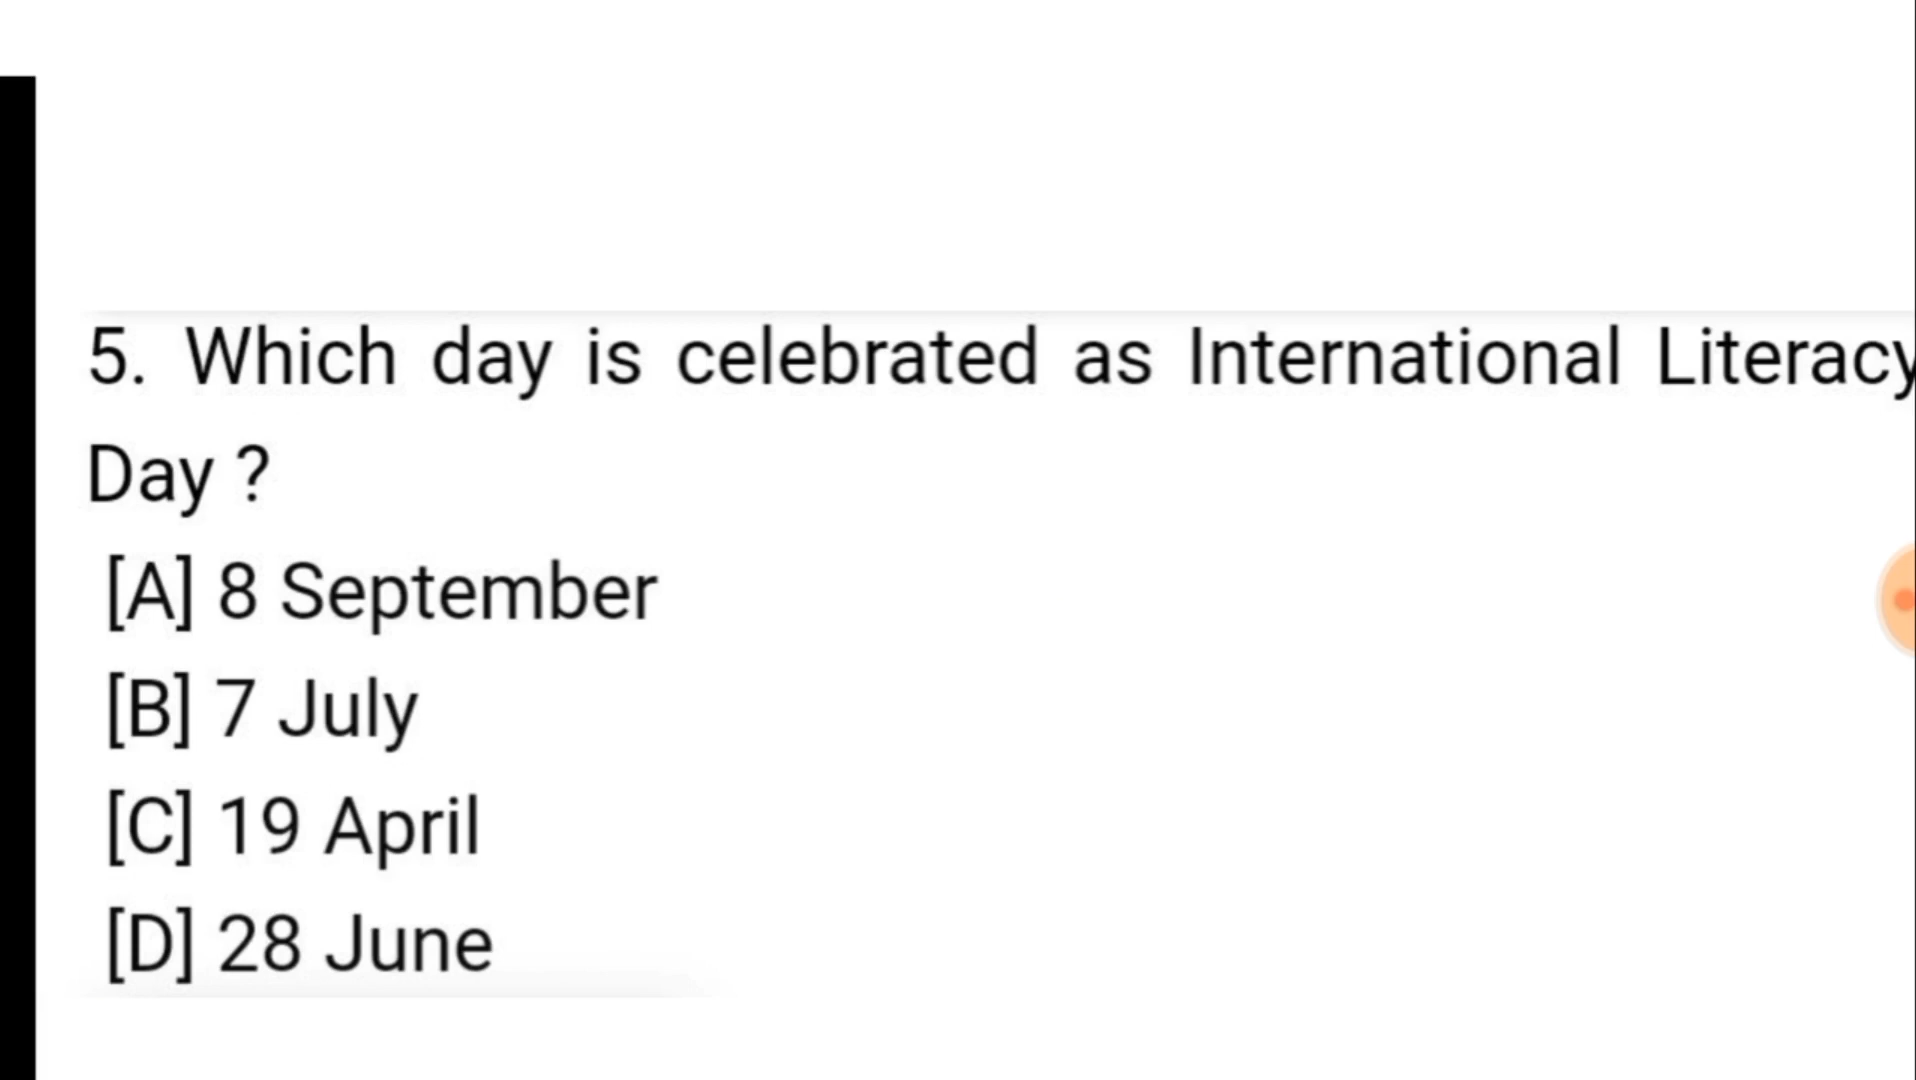 5. Which day is celebrated as International Literacy
Day ?
[A] 8 September
[B] 7 July
[C] 19 April
[D] 28 June